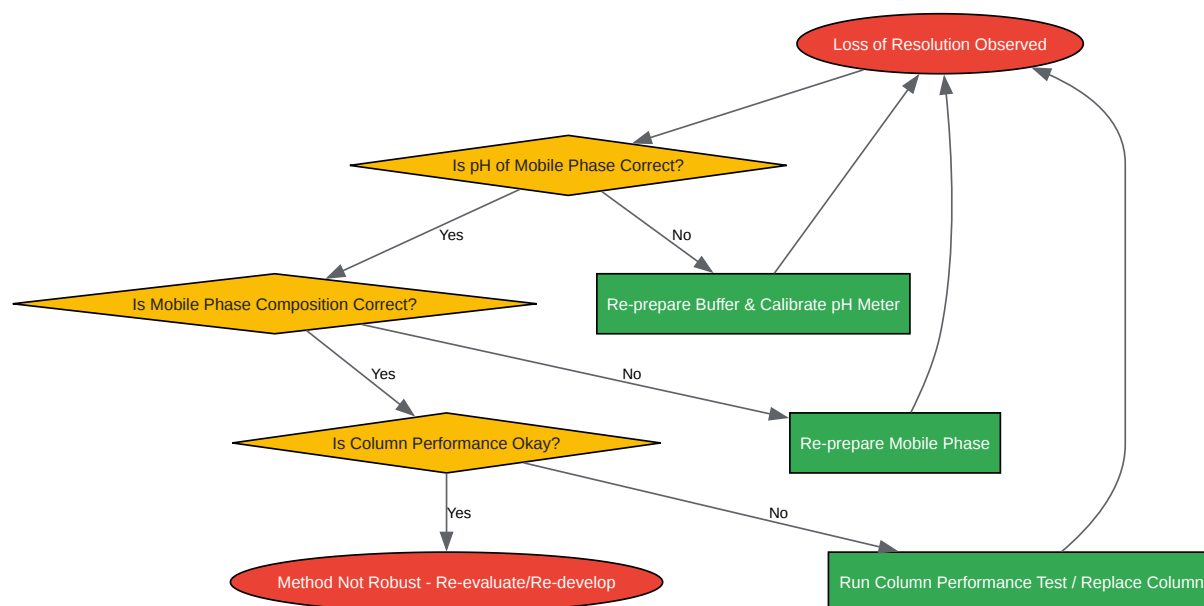 Loss of Resolution Observed
Is pH of Mobile Phase Correct?
Yes
No
Is Mobile Phase Composition Correct?
Re-prepare Buffer & Calibrate pH Meter
Yes
No
Is Column Performance Okay?
Re-prepare Mobile Phase
Yes
No
Method Not Robust - Re-evaluate/Re-develop
Run Column Performance Test / Replace Column